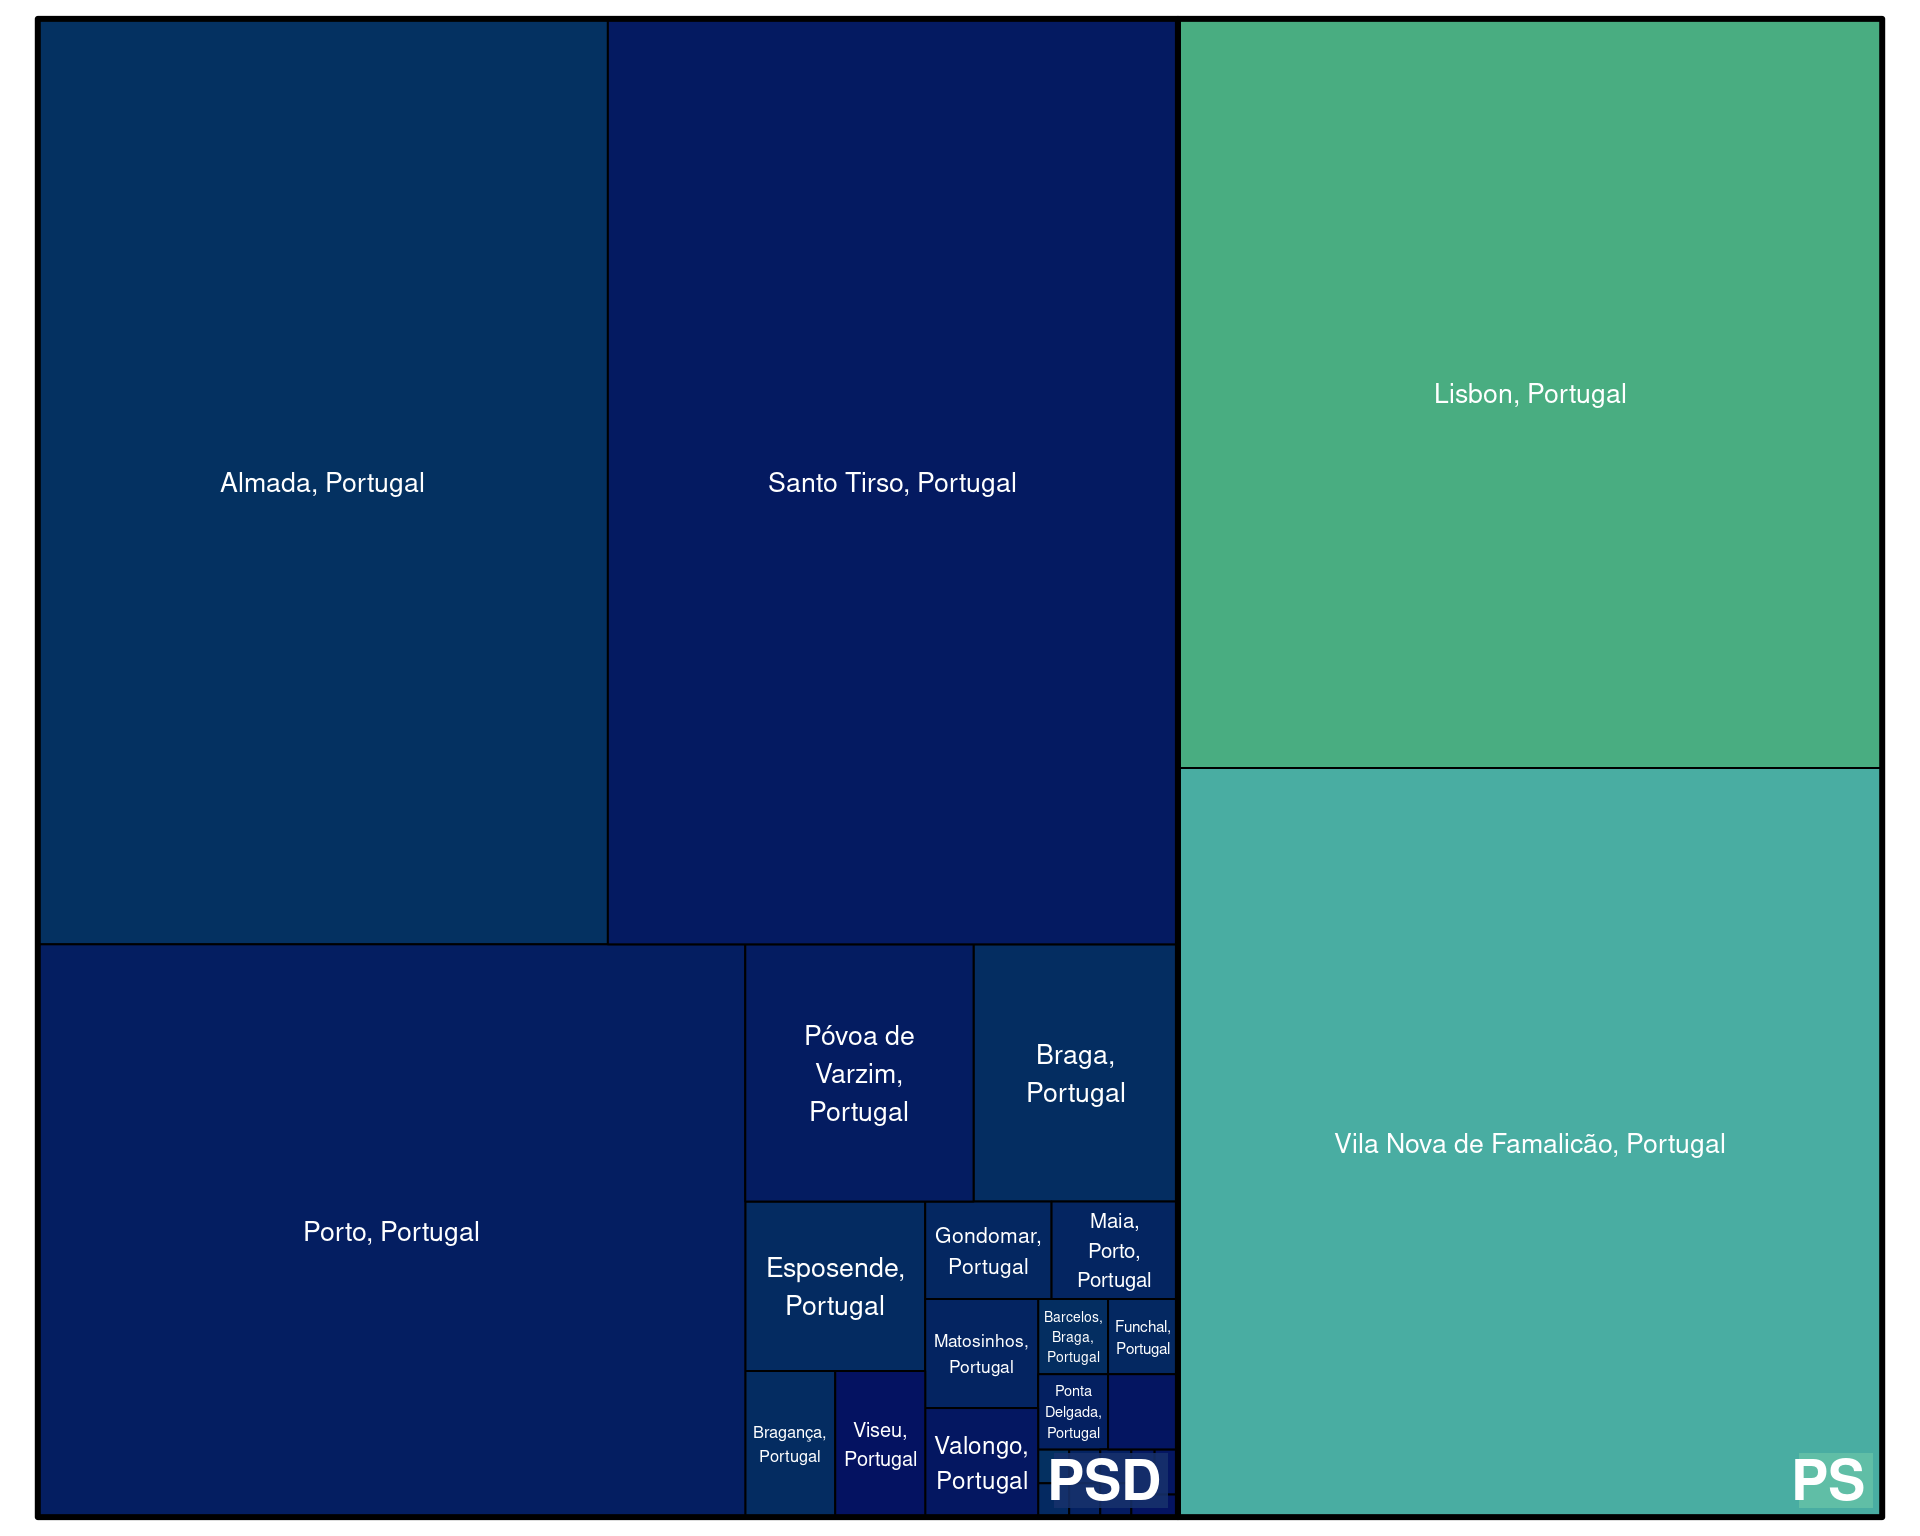 Almada, Portugal
Santo Tirso, Portugal
Lisbon, Portugal
Vila Nova de Famalicão, Portugal
Porto, Portugal
Póvoa de
Varzim,
Portugal
Braga,
Portugal
Esposende,
Portugal
Gondomar,
Portugal
Maia,
Porto,
Portugal
Matosinhos,
Portugal
Barcelos,
Braga,
Portugal
Funchal,
Portugal
Ponta
Delgada,
Portugal
Bragança,
Portugal
Viseu,
Portugal
Valongo,
Portugal
PSD
PS